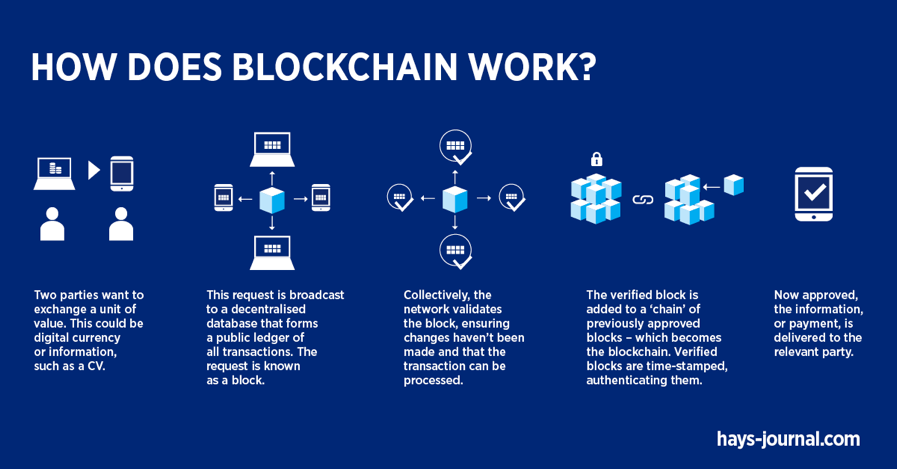 HOW DOES BLOCKCHAIN WORK?
Two parties want to
exchange a unit of
value. This could be
digital currency
or information,
such as a CV.
This request is broadcast
to a decentralised
database that forms
a public ledger of
all transactions. The
request is known
as a block.
Collectively, the
network validates
the block, ensuring
changes haven't been
made and that the
transaction can be
processed.
The verified block is
added to a 'chain' of
previously approved
blocks – which becomes
the blockchain. Verified
blocks are time-stamped,
authenticating them.
Now approved,
the information,
or payment, is
delivered to the
relevant party.
hays-journal.com